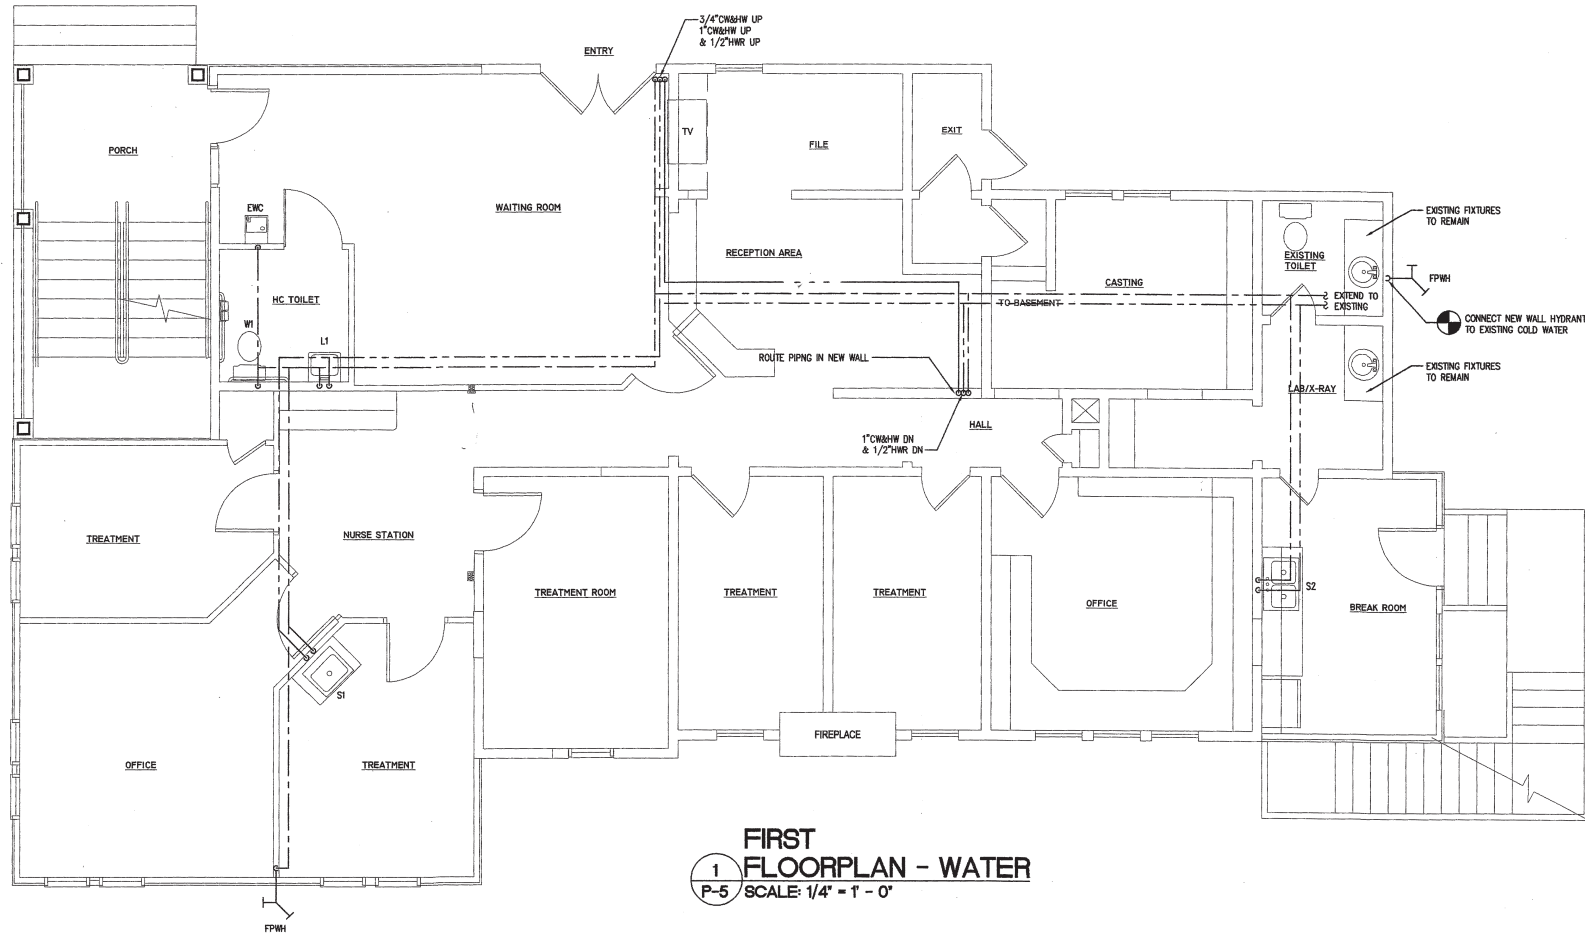 3/4"CW&HW UP
1"CW&HW UP
& 1/2"HWR UP
ENTRY
TV
FILE
EXIT
PORCH
EWC
WAITING ROOM
EXISTING FIXTURES
TO REMAIN
RECEPTION AREA
EXISTING
TOILET
FPWH
CASTING
HC TOILET
TO BASEMENT
EXTEND TO
EXISTING
CONNECT NEW WALL HYDRANT
TO EXISTING COLD WATER
W1
L1
ROUTE PIPNG IN NEW WALL
EXISTING FIXTURES
TO REMAIN
LAB/X-RAY
HALL
1"CW&HW DN
& 1/2"HWR DN
TREATMENT
NURSE STATION
TREATMENT ROOM
TREATMENT
TREATMENT
OFFICE
S2
BREAK ROOM
S1
FIREPLACE
OFFICE
TREATMENT
FIRST
1
FLOORPLAN - WATER
P-5
SCALE: 1/4" = 1' - 0"
FPWH